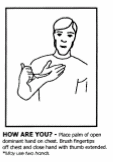 HOW ARE YOU? - Place palm of open
dominant hand on chest. Brush fingertips
off chest and close hand with thumb extended.
*May use two hands.